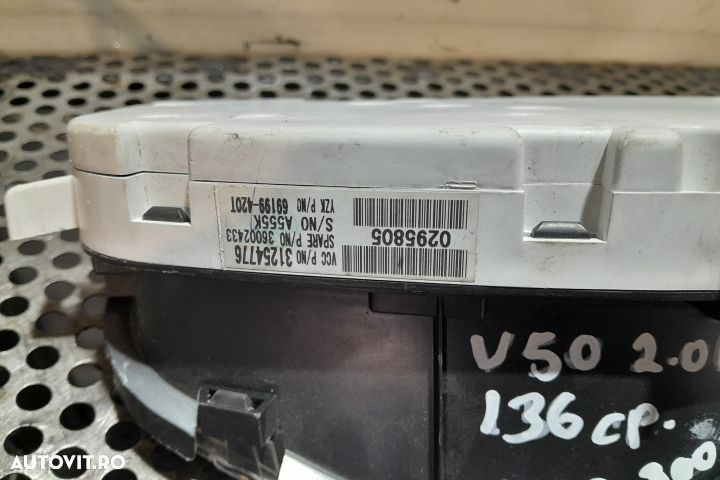 VCC P/NO 31254776
SPARE P/NO 36002433
S/NO A555K
YZK P/NO 69199-420T
0295805
V50 2.0
136 CP.
AUTOVIT.RO